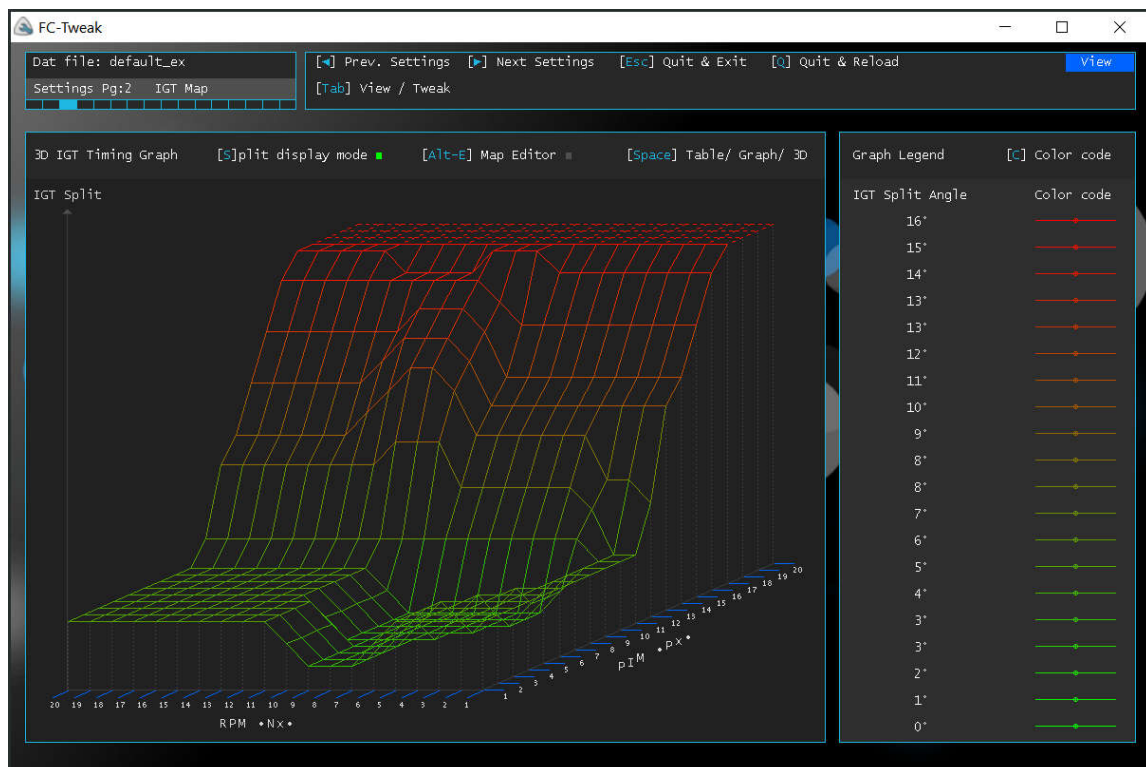 FC-Tweak
Dat file: default_ex
Settings Pg:2 IGT Map
[◄] Prev. Settings [►] Next Settings [Esc] Quit & Exit [Q] Quit & Reload
[Tab] View / Tweak
View
3D IGT Timing Graph [S]plit display mode [Alt-E] Map Editor [Space] Table/ Graph/ 3D
IGT Split
20 19 18 17 16 15 14 13 12 11 10 9 8 7 6 5 4 3 2 1
RPM •Nx•
1 2 3 4 5 6 7 8 9 10 11 12 13 14 15 16 17 18 19 20
PIM •Px•
Graph Legend [C] Color code
IGT Split Angle Color code
16°
15°
14°
13°
13°
12°
11°
10°
9°
8°
8°
7°
6°
5°
4°
3°
3°
2°
1°
0°